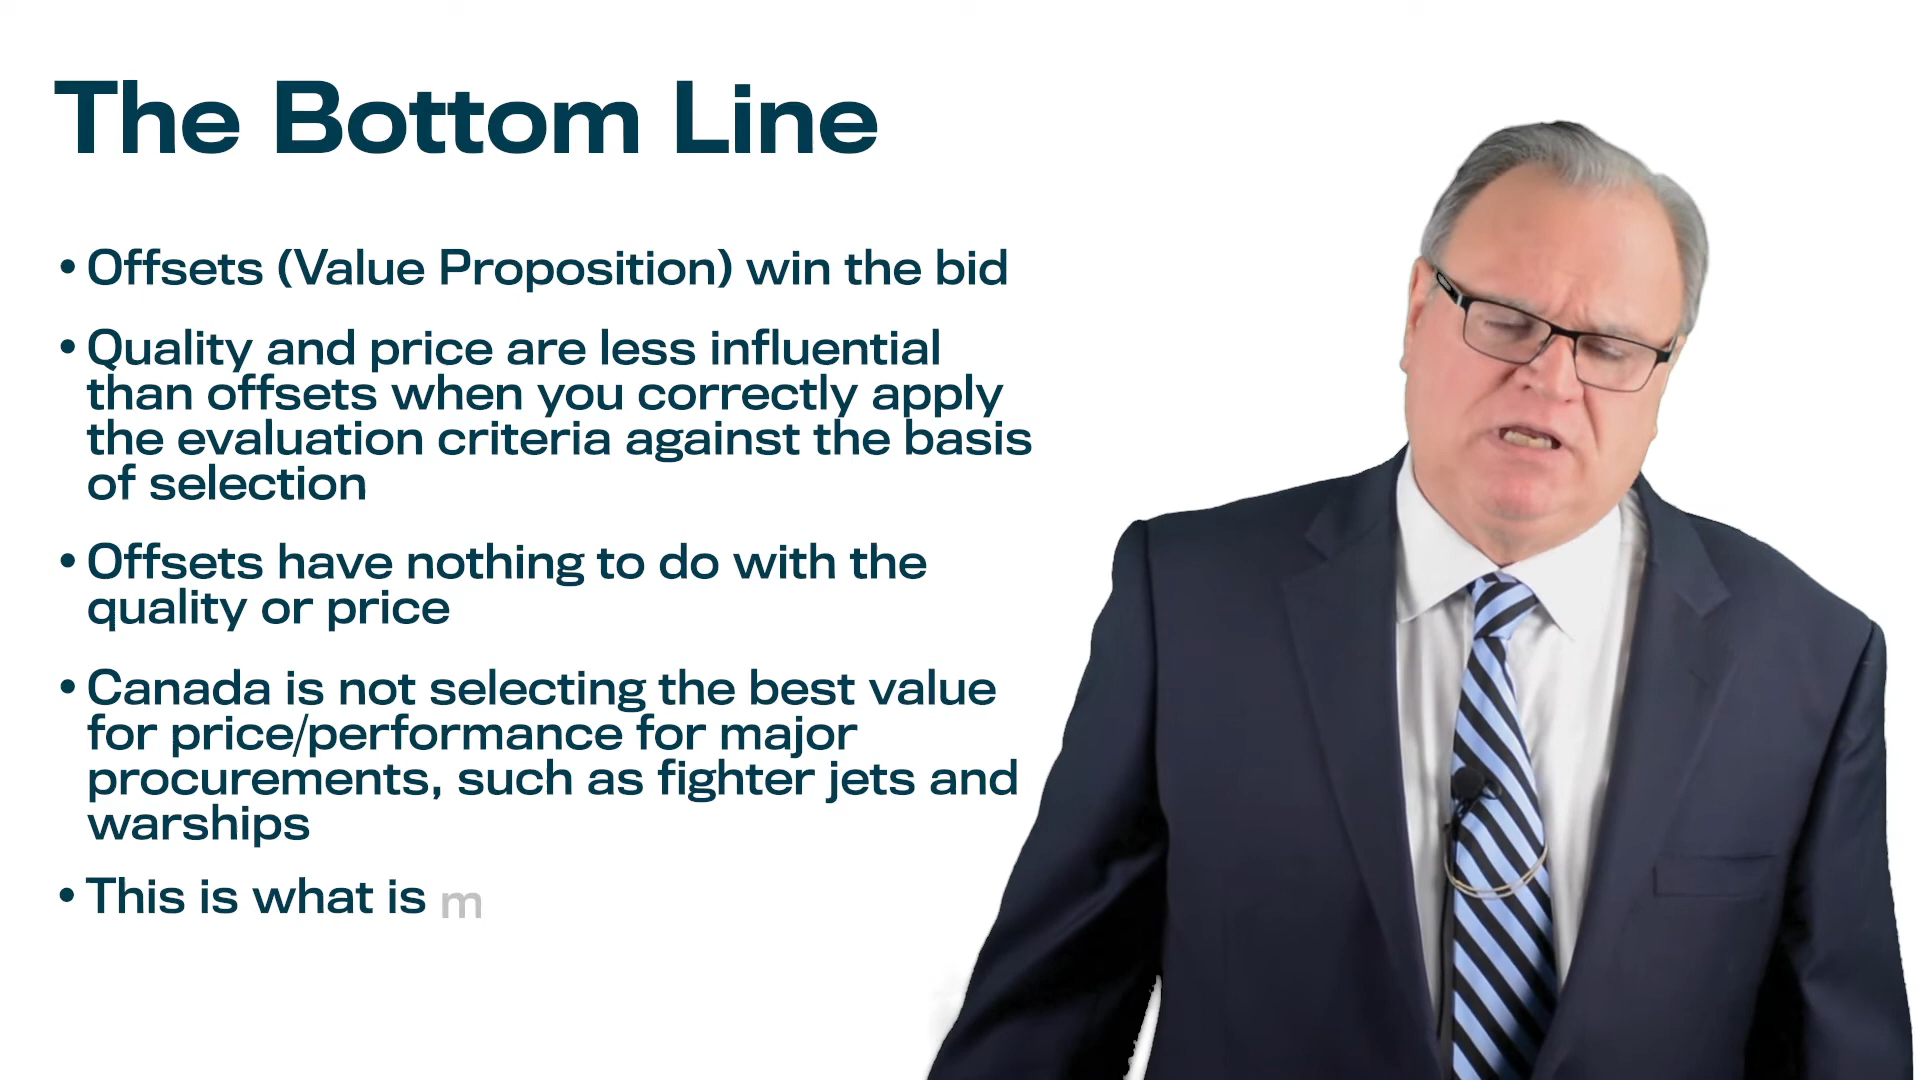 The Bottom Line
• Offsets (Value Proposition) win the bid
• Quality and price are less influential
than offsets when you correctly apply
the evaluation criteria against the basis
of selection
• Offsets have nothing to do with the
quality or price
• Canada is not selecting the best value
for price/performance for major
procurements, such as fighter jets and
warships
• This is what is m